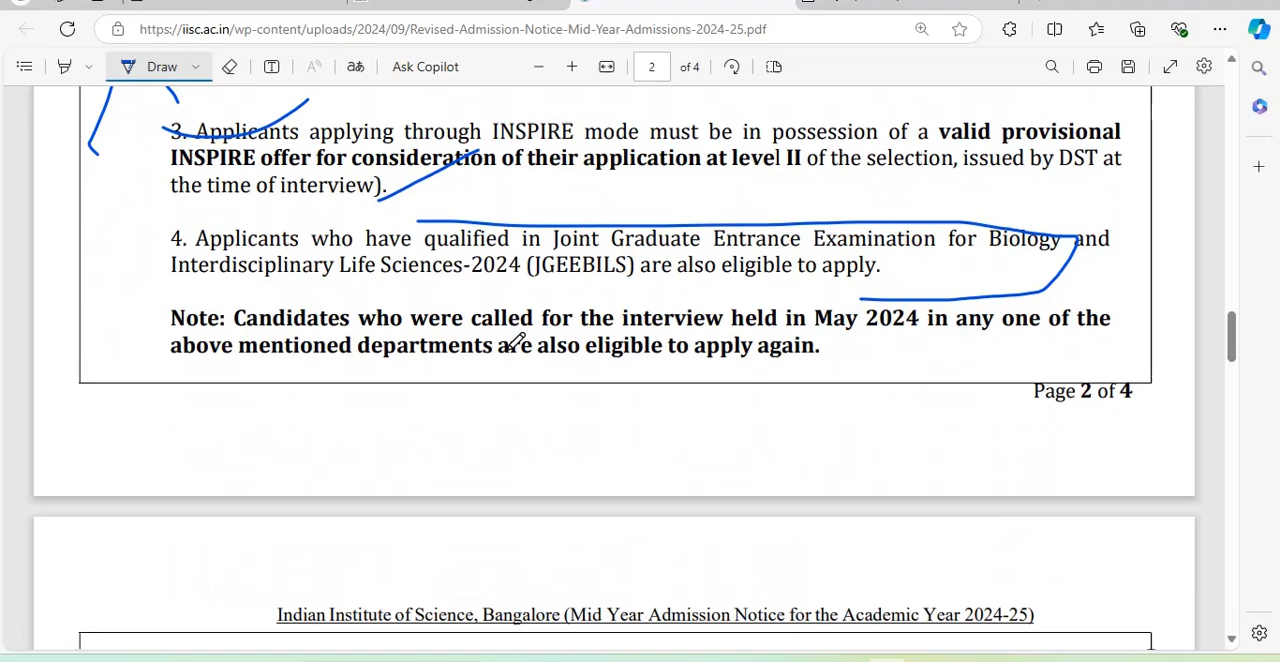 https://iisc.ac.in/wp-content/uploads/2024/09/Revised-Admission-Notice-Mid-Year-Admissions-2024-25.pdf
Draw
Ask Copilot
2 of 4
3. Applicants applying through INSPIRE mode must be in possession of a valid provisional
INSPIRE offer for consideration of their application at level II of the selection, issued by DST at
the time of interview).
4. Applicants who have qualified in Joint Graduate Entrance Examination for Biology and
Interdisciplinary Life Sciences-2024 (JGEEBILS) are also eligible to apply.
Note: Candidates who were called for the interview held in May 2024 in any one of the
above mentioned departments are also eligible to apply again.
Page 2 of 4
Indian Institute of Science, Bangalore (Mid Year Admission Notice for the Academic Year 2024-25)